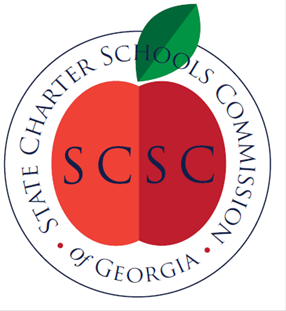 STATE CHARTER SCHOOLS COMMISSION
SCSC
• of GEORGIA •